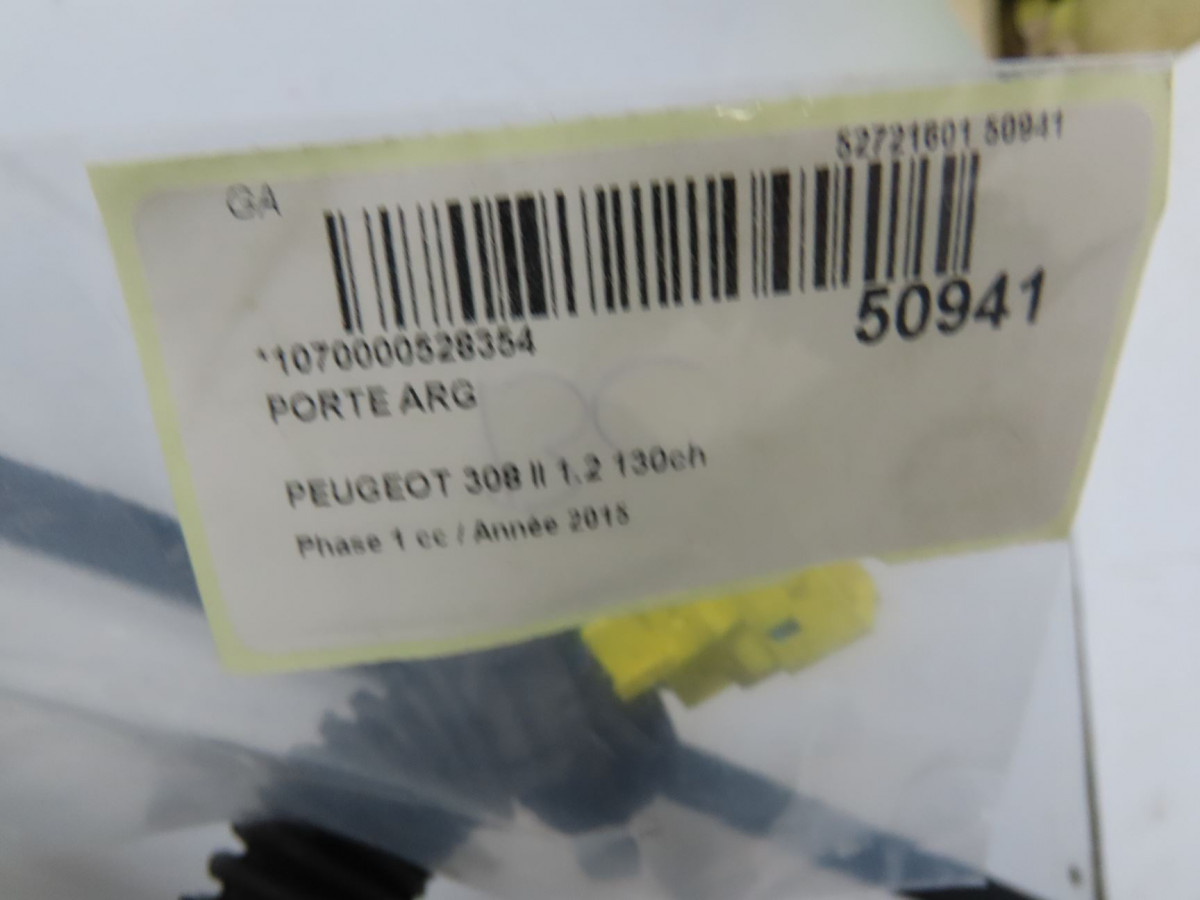 GA
52721601 50941
50941
*1070000528354
PORTE ARG
PEUGEOT 308 II 1.2 130ch
Phase 1 cc / Année 2015